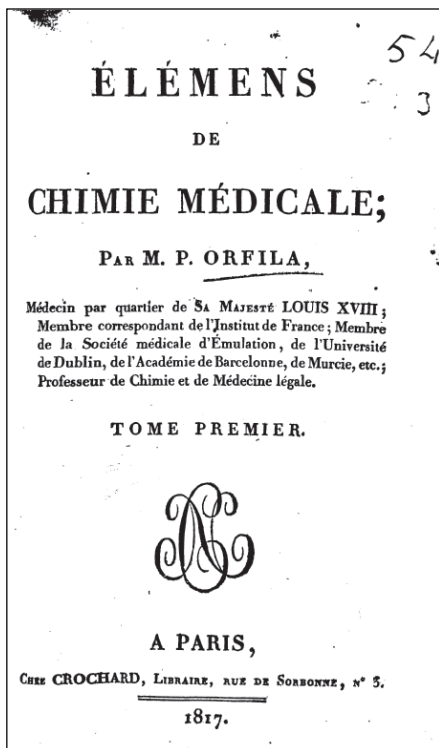 54
3
ÉLÉMENS
DE
CHIMIE MÉDICALE;
PAR M. P. ORFILA,
Médecin par quartier de SA MAJESTÉ LOUIS XVIII;
Membre correspondant de l'Institut de France; Membre
de la Société médicale d'Émulation, de l'Université
de Dublin, de l'Académie de Barcelonne, de Murcie, etc.;
Professeur de Chimie et de Médecine légale.
TOME PREMIER.
A PARIS,
CHEZ CROCHARD, LIBRAIRE, RUE DE SORBONNE, N° 3.
1817.